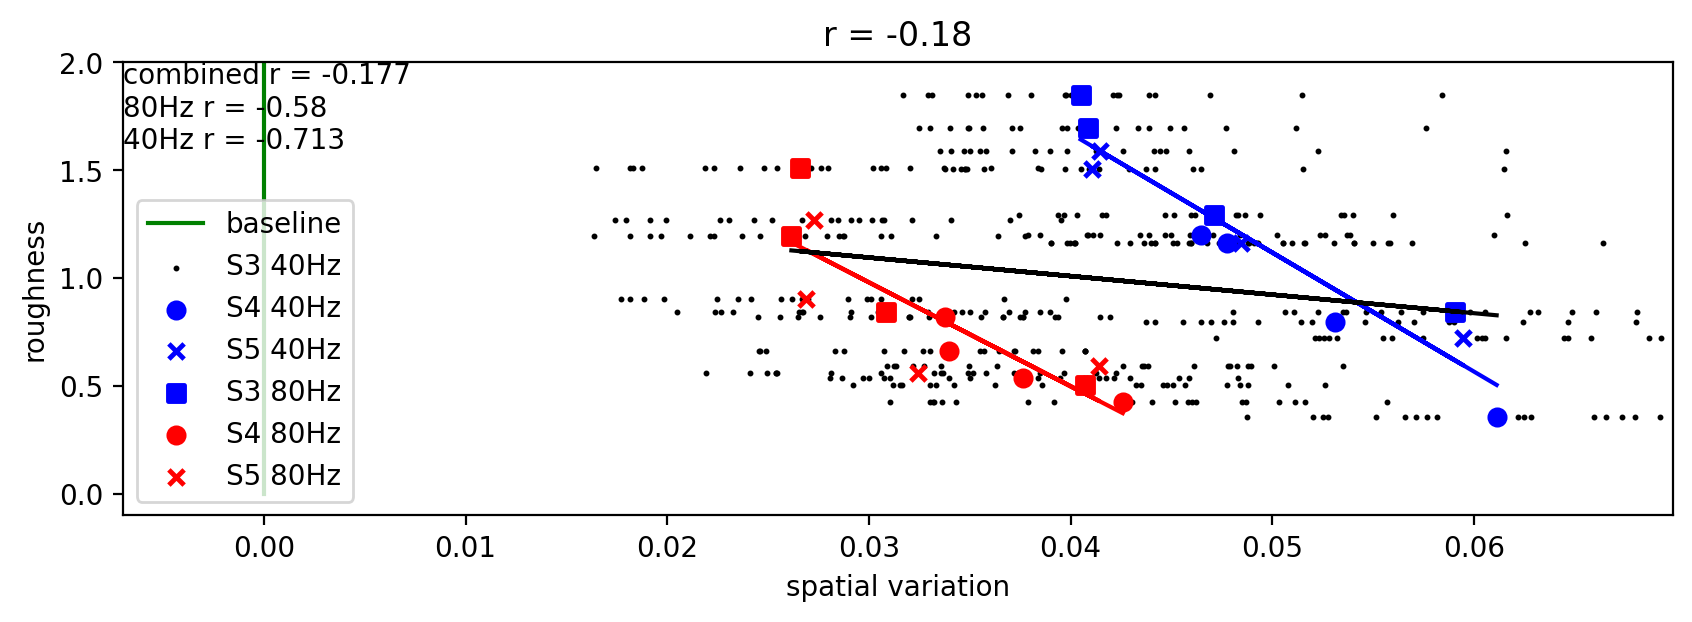 r = -0.18
combined r = -0.177
80Hz r = -0.58
40Hz r = -0.713
roughness
2.0
1.5
1.0
0.5
0.0
baseline
S3 40Hz
S4 40Hz
S5 40Hz
S3 80Hz
S4 80Hz
S5 80Hz
0.00 0.01 0.02 0.03 0.04 0.05 0.06
spatial variation